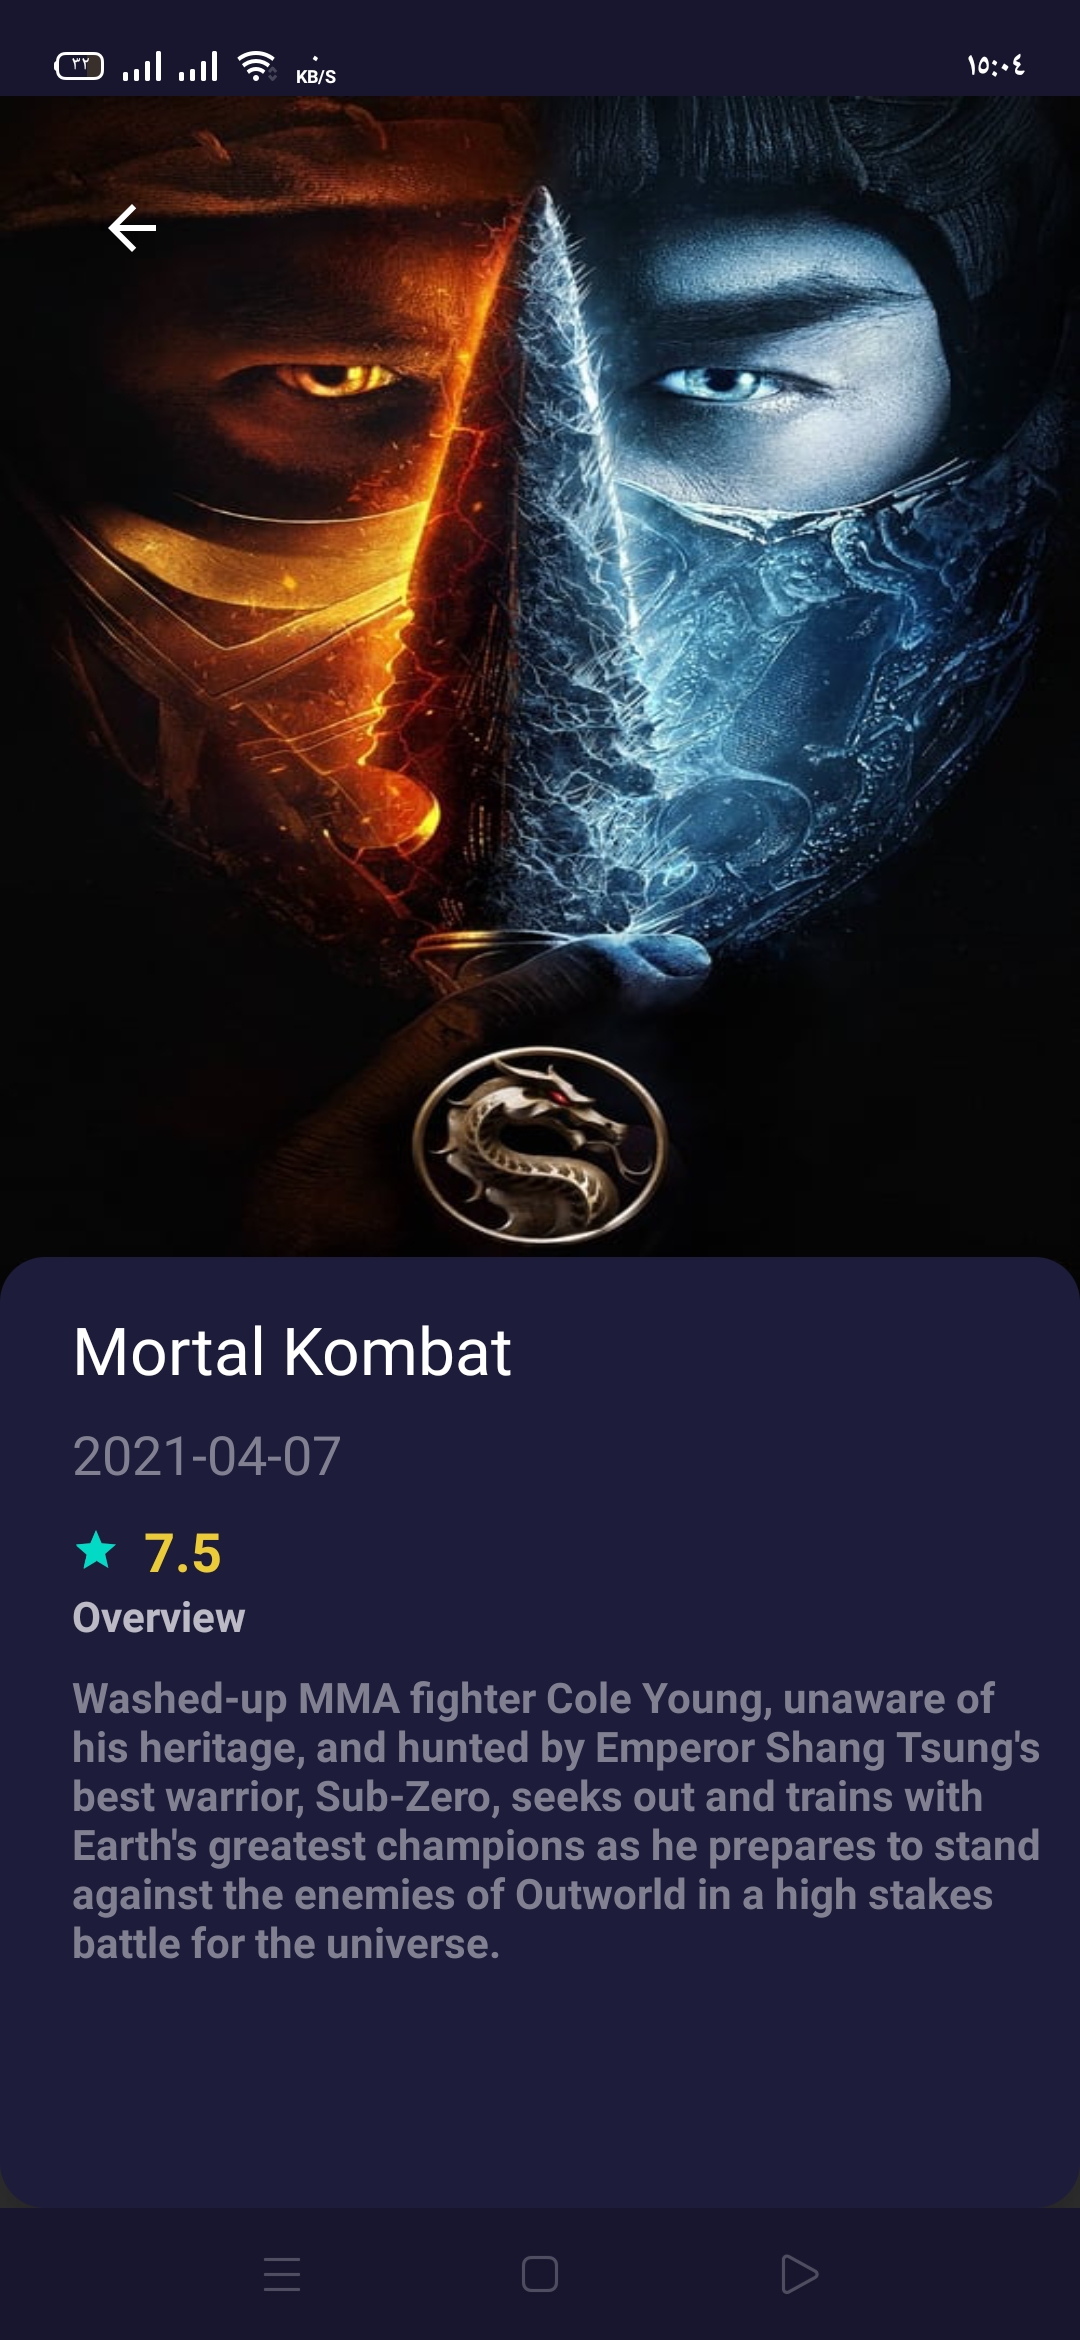 ٣٢
٠
KB/S
١٥:٠٤
Mortal Kombat
2021-04-07
7.5
Overview
Washed-up MMA fighter Cole Young, unaware of
his heritage, and hunted by Emperor Shang Tsung's
best warrior, Sub-Zero, seeks out and trains with
Earth's greatest champions as he prepares to stand
against the enemies of Outworld in a high stakes
battle for the universe.